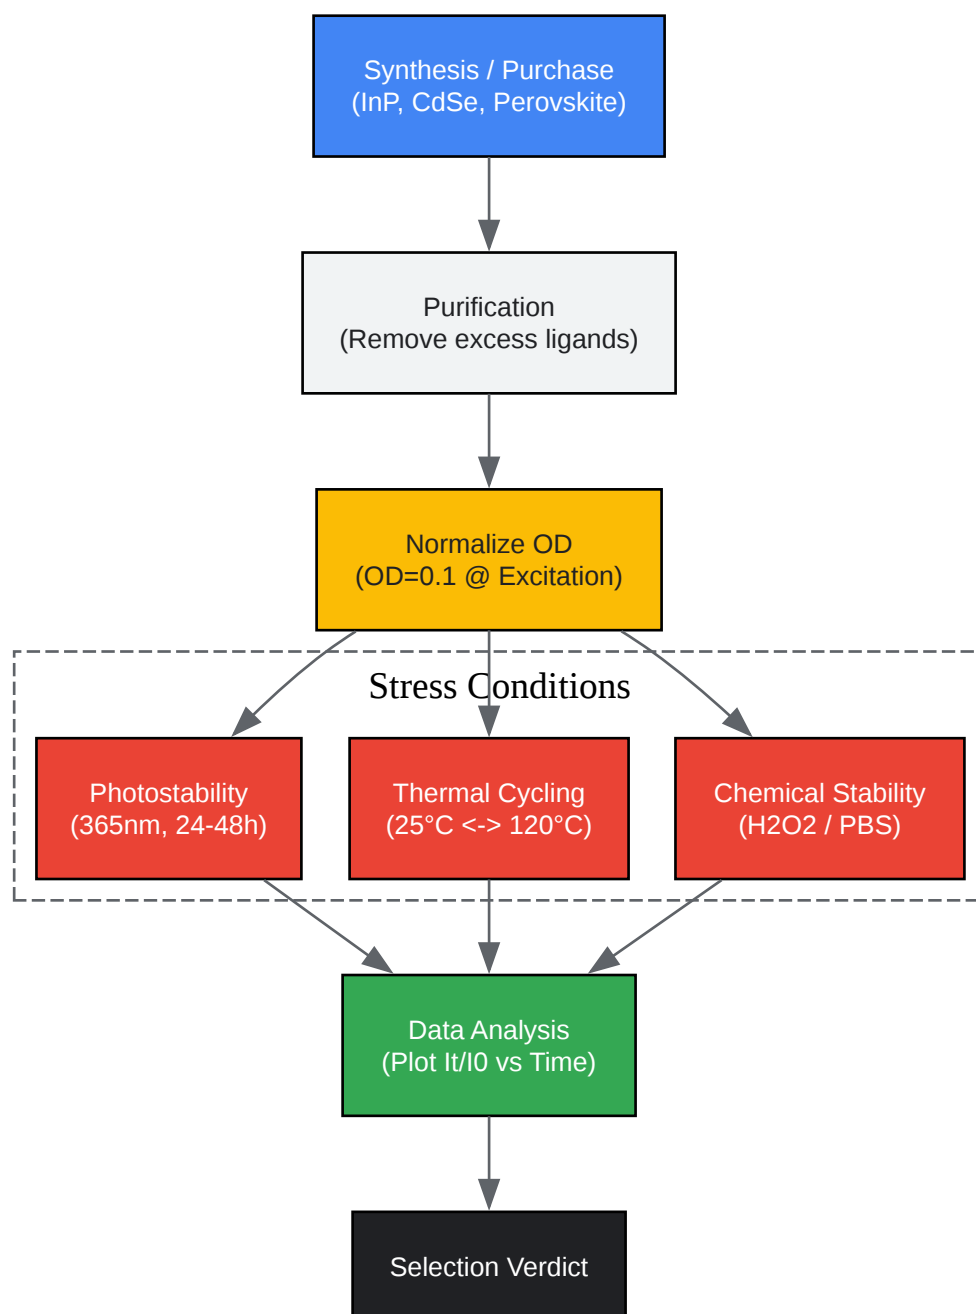 Synthesis / Purchase
(InP, CdSe, Perovskite)
Purification
(Remove excess ligands)
Normalize OD
(OD=0.1 @ Excitation)
Stress Conditions
Photostability
(365nm, 24-48h)
Thermal Cycling
(25°C <-> 120°C)
Chemical Stability
(H2O2 / PBS)
Data Analysis
(Plot It/I0 vs Time)
Selection Verdict